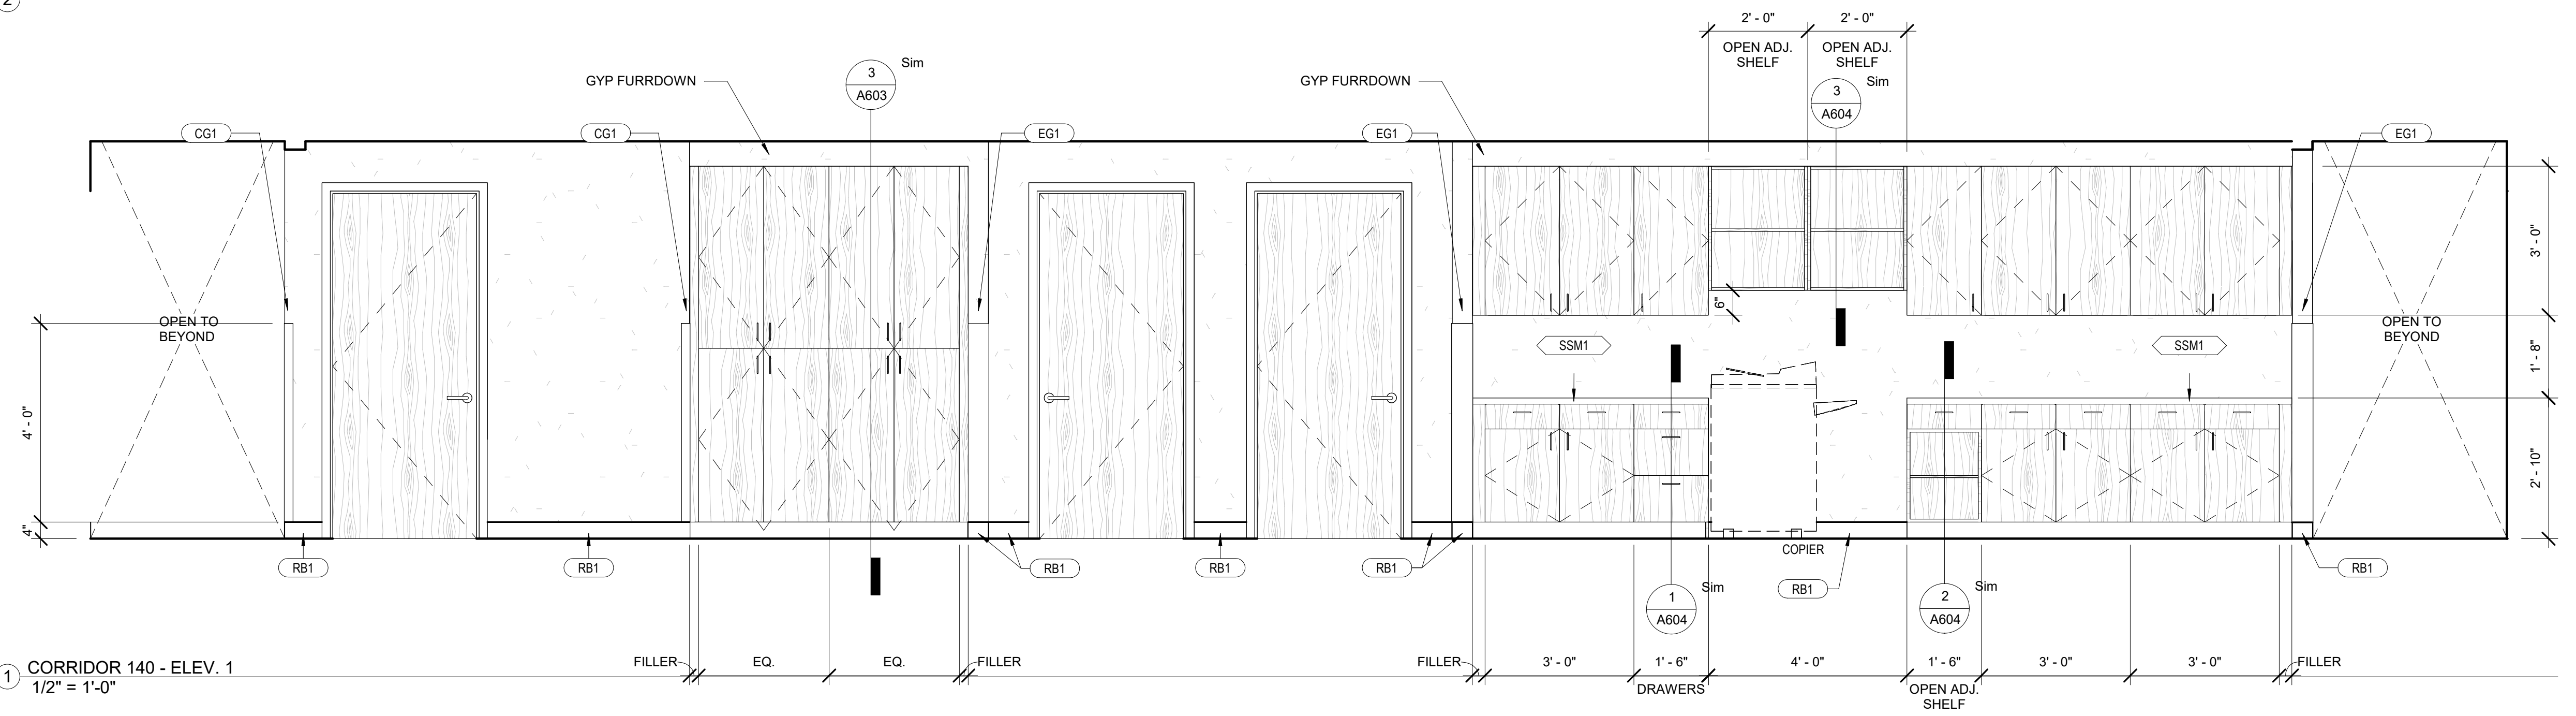 2
2' - 0" 2' - 0"
OPEN ADJ.
SHELF
OPEN ADJ.
SHELF
GYP FURRDOWN
3
A603
Sim
GYP FURRDOWN
3
A604
Sim
CG1
CG1
EG1
EG1
EG1
OPEN TO
BEYOND
OPEN TO
BEYOND
6"
SSM1
SSM1
3' - 0"
1' - 8"
2' - 10"
4' - 0"
4"
COPIER
RB1
RB1
RB1
RB1
RB1
RB1
RB1
1
A604
Sim
2
A604
Sim
1
CORRIDOR 140 - ELEV. 1
1/2" = 1'-0"
FILLER EQ. EQ. FILLER
FILLER 3' - 0" 1' - 6" 4' - 0" 1' - 6" 3' - 0" 3' - 0" FILLER
DRAWERS
OPEN ADJ.
SHELF